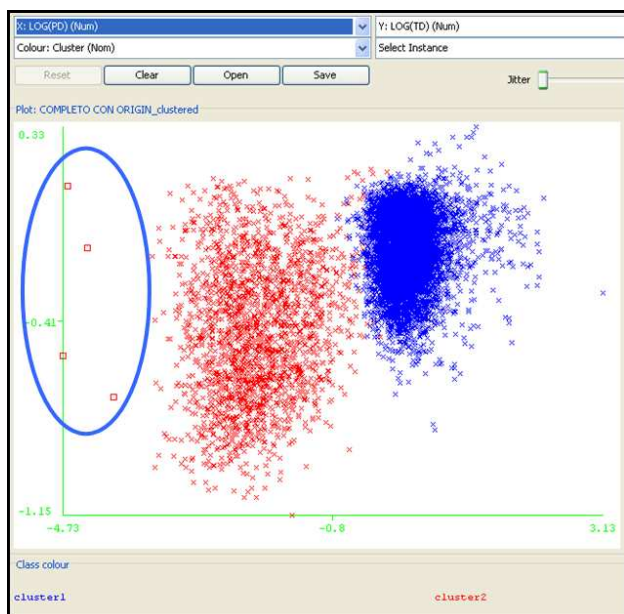 X: LOG(PD) (Num)
Y: LOG(TD) (Num)
Colour: Cluster (Nom)
Select Instance
Reset
Clear
Open
Save
Jitter
Plot: COMPLETO CON ORIGIN_clustered
0.33
-0.41
-1.15
-4.73
-0.8
3.13
Class colour
cluster1
cluster2